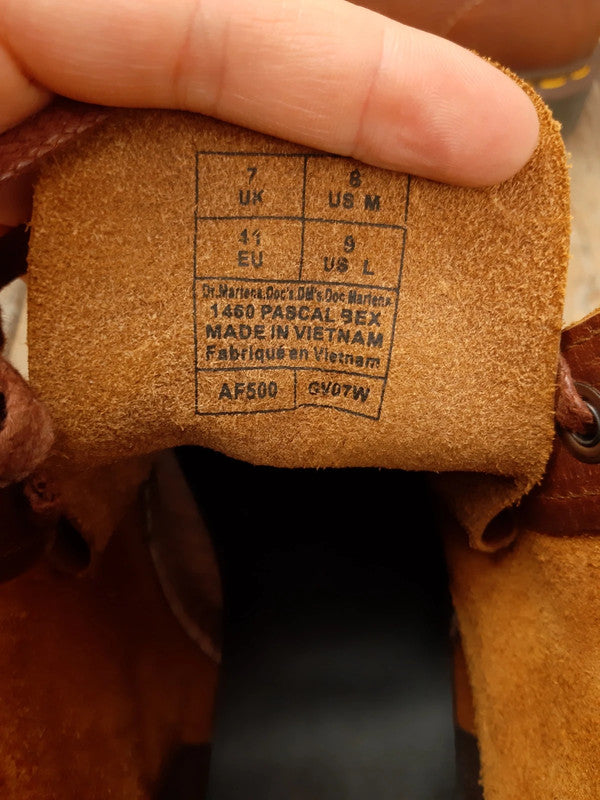 7 8
UK US M
41 9
EU US L
Dr.Martens.Doc's.DM's Doc Martens
1460 PASCAL BEX
MADE IN VIETNAM
Fabriqué en Vietnam
AF500 GV07W